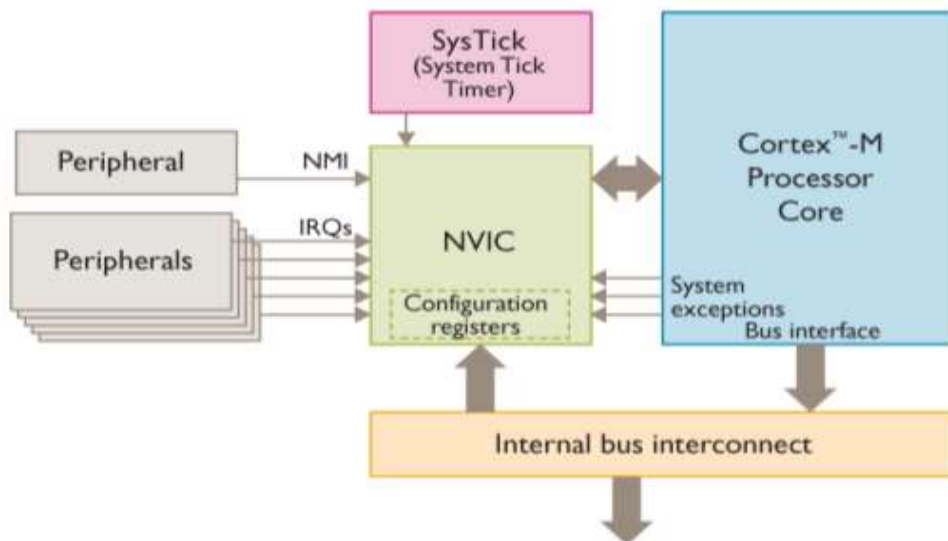 SysTick
(System Tick
Timer)
Peripheral
NMI
Cortex™-M
Processor
Core
Peripherals
IRQs
NVIC
Configuration
registers
System
exceptions
Bus interface
Internal bus interconnect